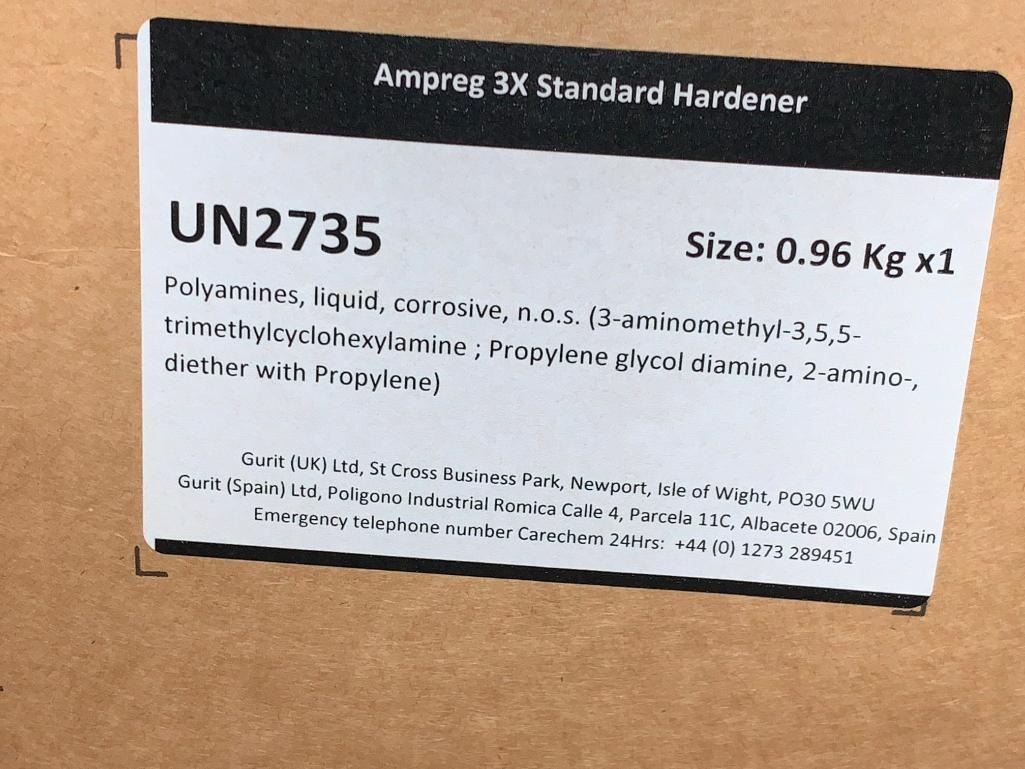 Ampreg 3X Standard Hardener
UN2735
Size: 0.96 Kg x1
Polyamines, liquid, corrosive, n.o.s. (3-aminomethyl-3,5,5-
trimethylcyclohexylamine ; Propylene glycol diamine, 2-amino-,
diether with Propylene)
Gurit (UK) Ltd, St Cross Business Park, Newport, Isle of Wight, PO30 5WU
Gurit (Spain) Ltd, Poligono Industrial Romica Calle 4, Parcela 11C, Albacete 02006, Spain
Emergency telephone number Carechem 24Hrs: +44 (0) 1273 289451